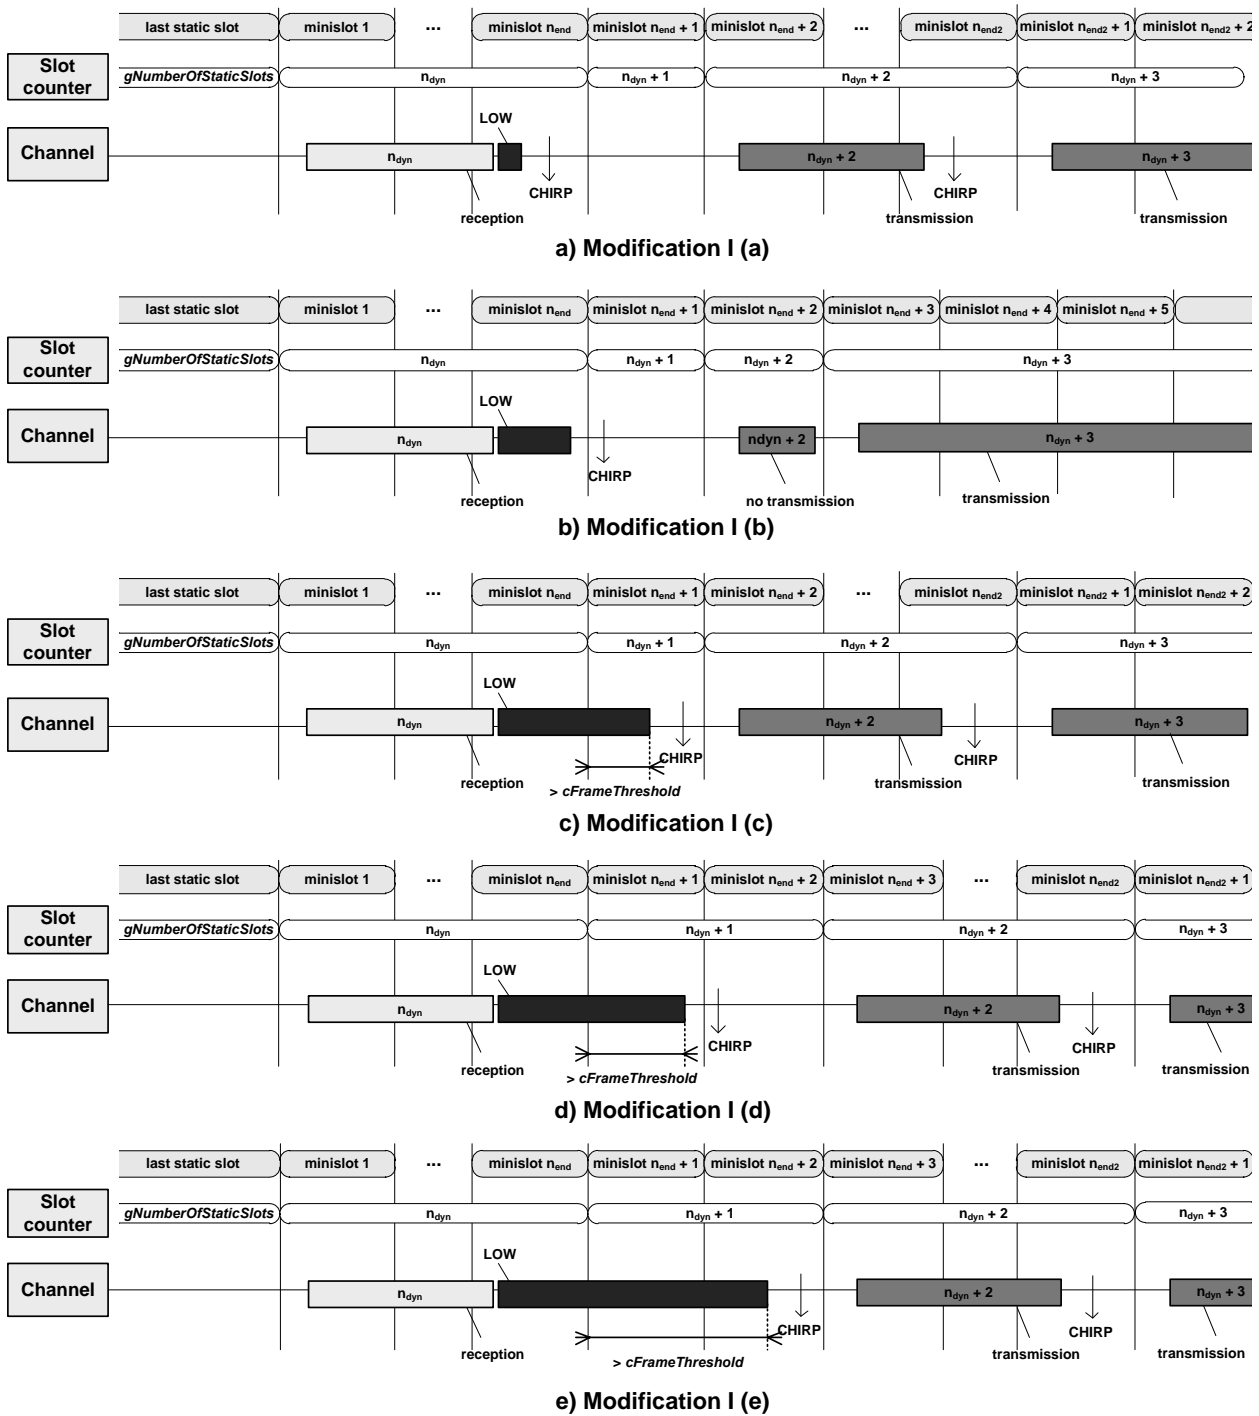 last static slot minislot 1 ... minislot nend minislot nend + 1 minislot nend + 2 ... minislot nend2 minislot nend2 + 1 minislot nend2 + 2
Slot counter gNumberOfStaticSlots ndyn ndyn + 1 ndyn + 2 ndyn + 3
LOW
Channel ndyn ndyn + 2 ndyn + 3
CHIRP CHIRP
reception transmission transmission
a) Modification I (a)
last static slot minislot 1 ... minislot nend minislot nend + 1 minislot nend + 2 minislot nend + 3 minislot nend + 4 minislot nend + 5
Slot counter gNumberOfStaticSlots ndyn ndyn + 1 ndyn + 2 ndyn + 3
LOW
Channel ndyn ndyn + 2 ndyn + 3
CHIRP
reception no transmission transmission
b) Modification I (b)
last static slot minislot 1 ... minislot nend minislot nend + 1 minislot nend + 2 ... minislot nend2 minislot nend2 + 1 minislot nend2 + 2
Slot counter gNumberOfStaticSlots ndyn ndyn + 1 ndyn + 2 ndyn + 3
LOW
Channel ndyn ndyn + 2 ndyn + 3
CHIRP CHIRP
reception transmission transmission
> cFrameThreshold
c) Modification I (c)
last static slot minislot 1 ... minislot nend minislot nend + 1 minislot nend + 2 minislot nend + 3 ... minislot nend2 minislot nend2 + 1
Slot counter gNumberOfStaticSlots ndyn ndyn + 1 ndyn + 2 ndyn + 3
LOW
Channel ndyn ndyn + 2 ndyn + 3
CHIRP CHIRP
reception transmission transmission
> cFrameThreshold
d) Modification I (d)
last static slot minislot 1 ... minislot nend minislot nend + 1 minislot nend + 2 minislot nend + 3 ... minislot nend2 minislot nend2 + 1
Slot counter gNumberOfStaticSlots ndyn ndyn + 1 ndyn + 2 ndyn + 3
LOW
Channel ndyn ndyn + 2 ndyn + 3
CHIRP CHIRP
reception transmission transmission
> cFrameThreshold
e) Modification I (e)